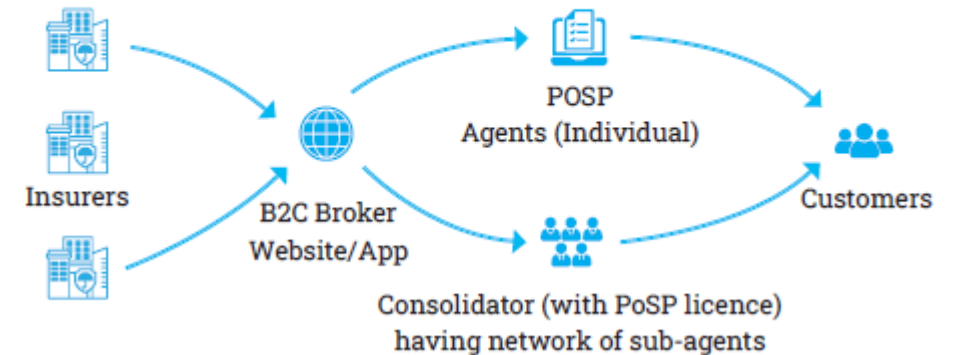 POSP
Agents (Individual)
Insurers
B2C Broker
Website/App
Customers
Consolidator (with PoSP licence)
having network of sub-agents